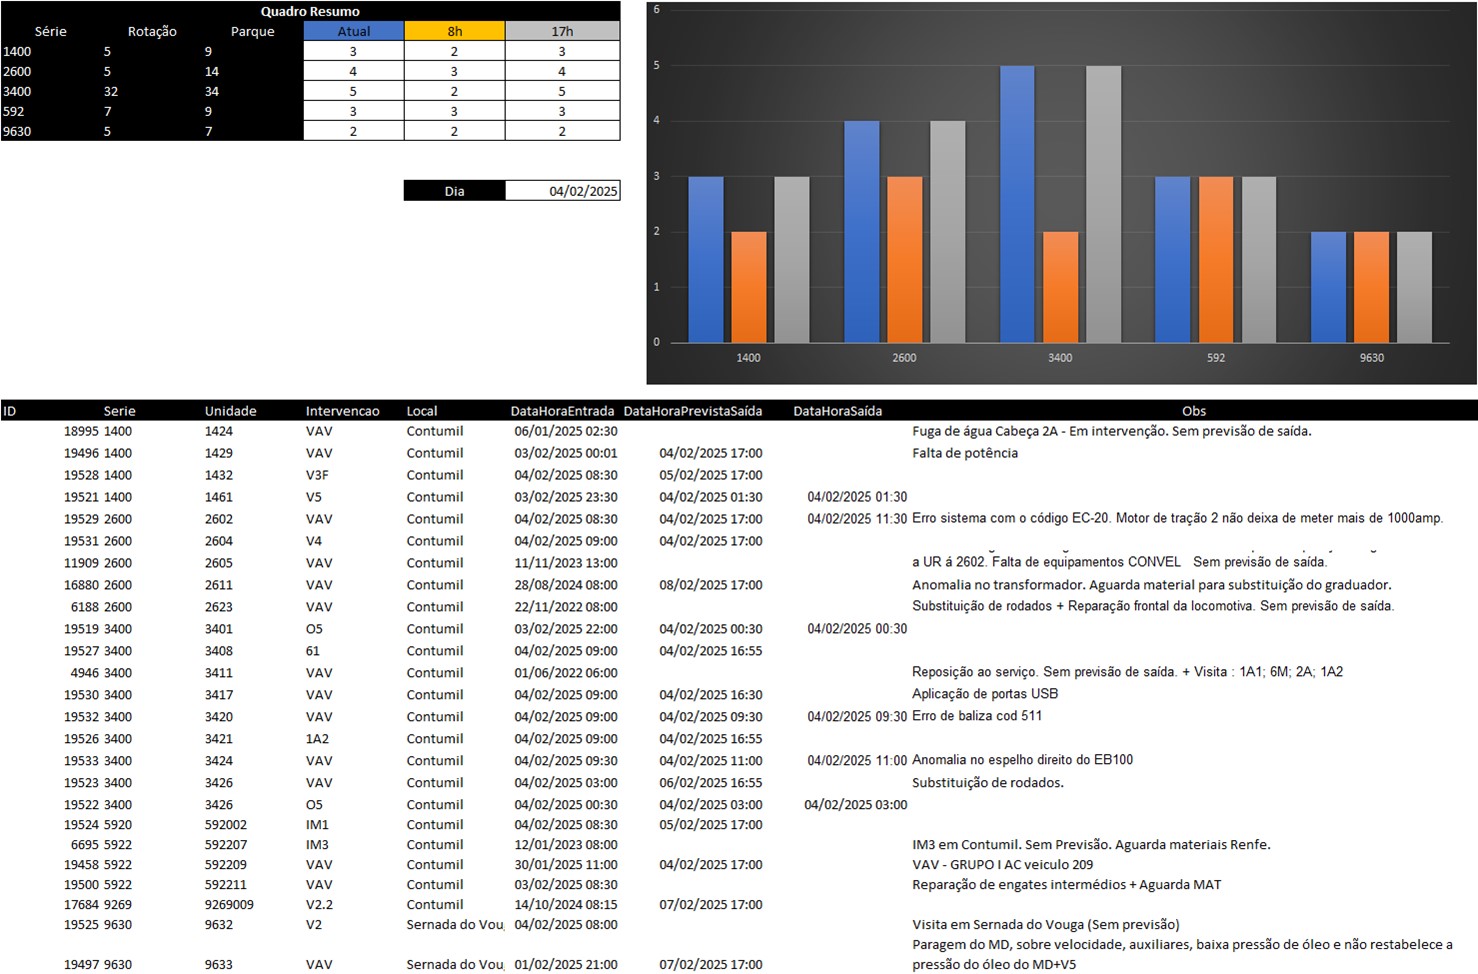 Quadro Resumo
Série Rotação Parque Atual 8h 17h
1400 5 9 3 2 3
2600 5 14 4 3 4
3400 32 34 5 2 5
592 7 9 3 3 3
9630 5 7 2 2 2
Dia 04/02/2025
6
5
4
3
2
1
0
1400 2600 3400 592 9630
ID Serie Unidade Intervencao Local DataHoraEntrada DataHoraPrevistaSaída DataHoraSaída Obs
18995 1400 1424 VAV Contumil 06/01/2025 02:30 Fuga de água Cabeça 2A - Em intervenção. Sem previsão de saída.
19496 1400 1429 VAV Contumil 03/02/2025 00:01 04/02/2025 17:00 Falta de potência
19528 1400 1432 V3F Contumil 04/02/2025 08:30 05/02/2025 17:00
19521 1400 1461 V5 Contumil 03/02/2025 23:30 04/02/2025 01:30 04/02/2025 01:30
19529 2600 2602 VAV Contumil 04/02/2025 08:30 04/02/2025 17:00 04/02/2025 11:30 Erro sistema com o código EC-20. Motor de tração 2 não deixa de meter mais de 1000amp.
19531 2600 2604 V4 Contumil 04/02/2025 09:00 04/02/2025 17:00
11909 2600 2605 VAV Contumil 11/11/2023 13:00 a UR á 2602. Falta de equipamentos CONVEL Sem previsão de saída.
16880 2600 2611 VAV Contumil 28/08/2024 08:00 08/02/2025 17:00 Anomalia no transformador. Aguarda material para substituição do graduador.
6188 2600 2623 VAV Contumil 22/11/2022 08:00 Substituição de rodados + Reparação frontal da locomotiva. Sem previsão de saída.
19519 3400 3401 O5 Contumil 03/02/2025 22:00 04/02/2025 00:30 04/02/2025 00:30
19527 3400 3408 61 Contumil 04/02/2025 09:00 04/02/2025 16:55
4946 3400 3411 VAV Contumil 01/06/2022 06:00 Reposição ao serviço. Sem previsão de saída. + Visita : 1A1; 6M; 2A; 1A2
19530 3400 3417 VAV Contumil 04/02/2025 09:00 04/02/2025 16:30 Aplicação de portas USB
19532 3400 3420 VAV Contumil 04/02/2025 09:00 04/02/2025 09:30 04/02/2025 09:30 Erro de baliza cod 511
19526 3400 3421 1A2 Contumil 04/02/2025 09:00 04/02/2025 16:55
19533 3400 3424 VAV Contumil 04/02/2025 09:30 04/02/2025 11:00 04/02/2025 11:00 Anomalia no espelho direito do EB100
19523 3400 3426 VAV Contumil 04/02/2025 03:00 06/02/2025 16:55 Substituição de rodados.
19522 3400 3426 O5 Contumil 04/02/2025 00:30 04/02/2025 03:00 04/02/2025 03:00
19524 5920 592002 IM1 Contumil 04/02/2025 08:30 05/02/2025 17:00
6695 5922 592207 IM3 Contumil 12/01/2023 08:00 IM3 em Contumil. Sem Previsão. Aguarda materiais Renfe.
19458 5922 592209 VAV Contumil 30/01/2025 11:00 04/02/2025 17:00 VAV - GRUPO I AC veiculo 209
19500 5922 592211 VAV Contumil 03/02/2025 08:30 Reparação de engates intermédios + Aguarda MAT
17684 9269 9269009 V2.2 Contumil 14/10/2024 08:15 07/02/2025 17:00
19525 9630 9632 V2 Sernada do Vou 04/02/2025 08:00 Visita em Sernada do Vouga (Sem previsão)
Paragem do MD, sobre velocidade, auxiliares, baixa pressão de óleo e não restabelece a
19497 9630 9633 VAV Sernada do Vou 01/02/2025 21:00 07/02/2025 17:00 pressão do óleo do MD+V5